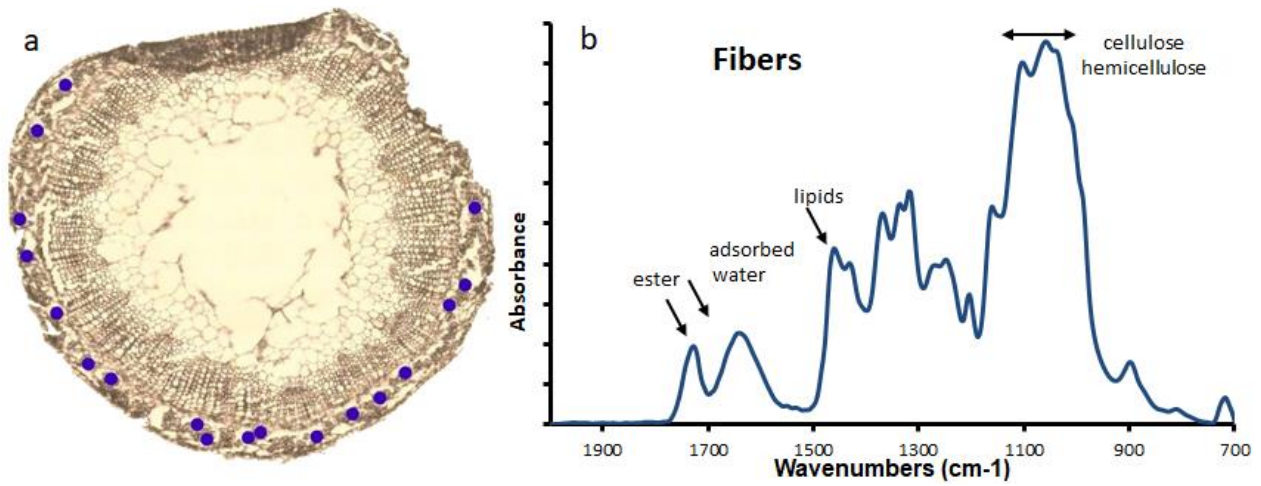 a
b
Fibers
cellulose
hemicellulose
lipids
adsorbed
water
ester
Absorbance
1900 1700 1500 1300 1100 900 700
Wavenumbers (cm-1)